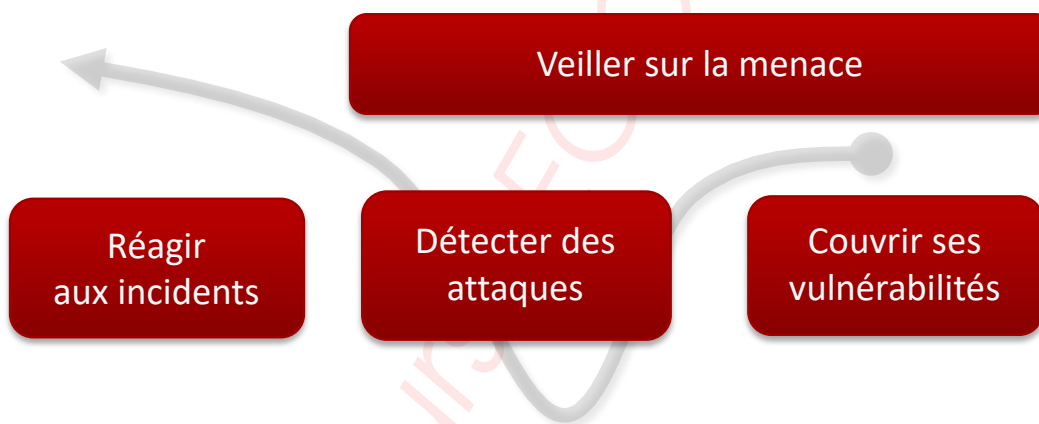 Veiller sur la menace
Réagir
aux incidents
Détecter des
attaques
Couvrir ses
vulnérabilités